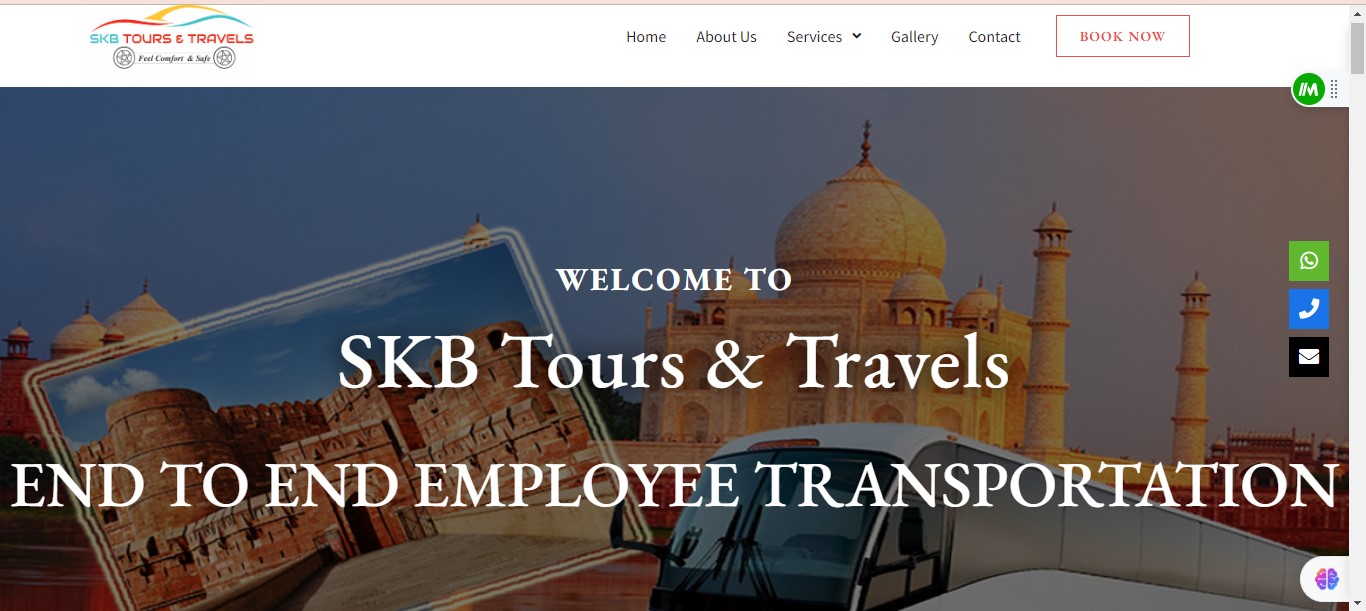 SKB TOURS & TRAVELS
Feel Comfort & Safe
Home About Us Services Gallery Contact BOOK NOW
WELCOME TO
SKB Tours & Travels
END TO END EMPLOYEE TRANSPORTATION